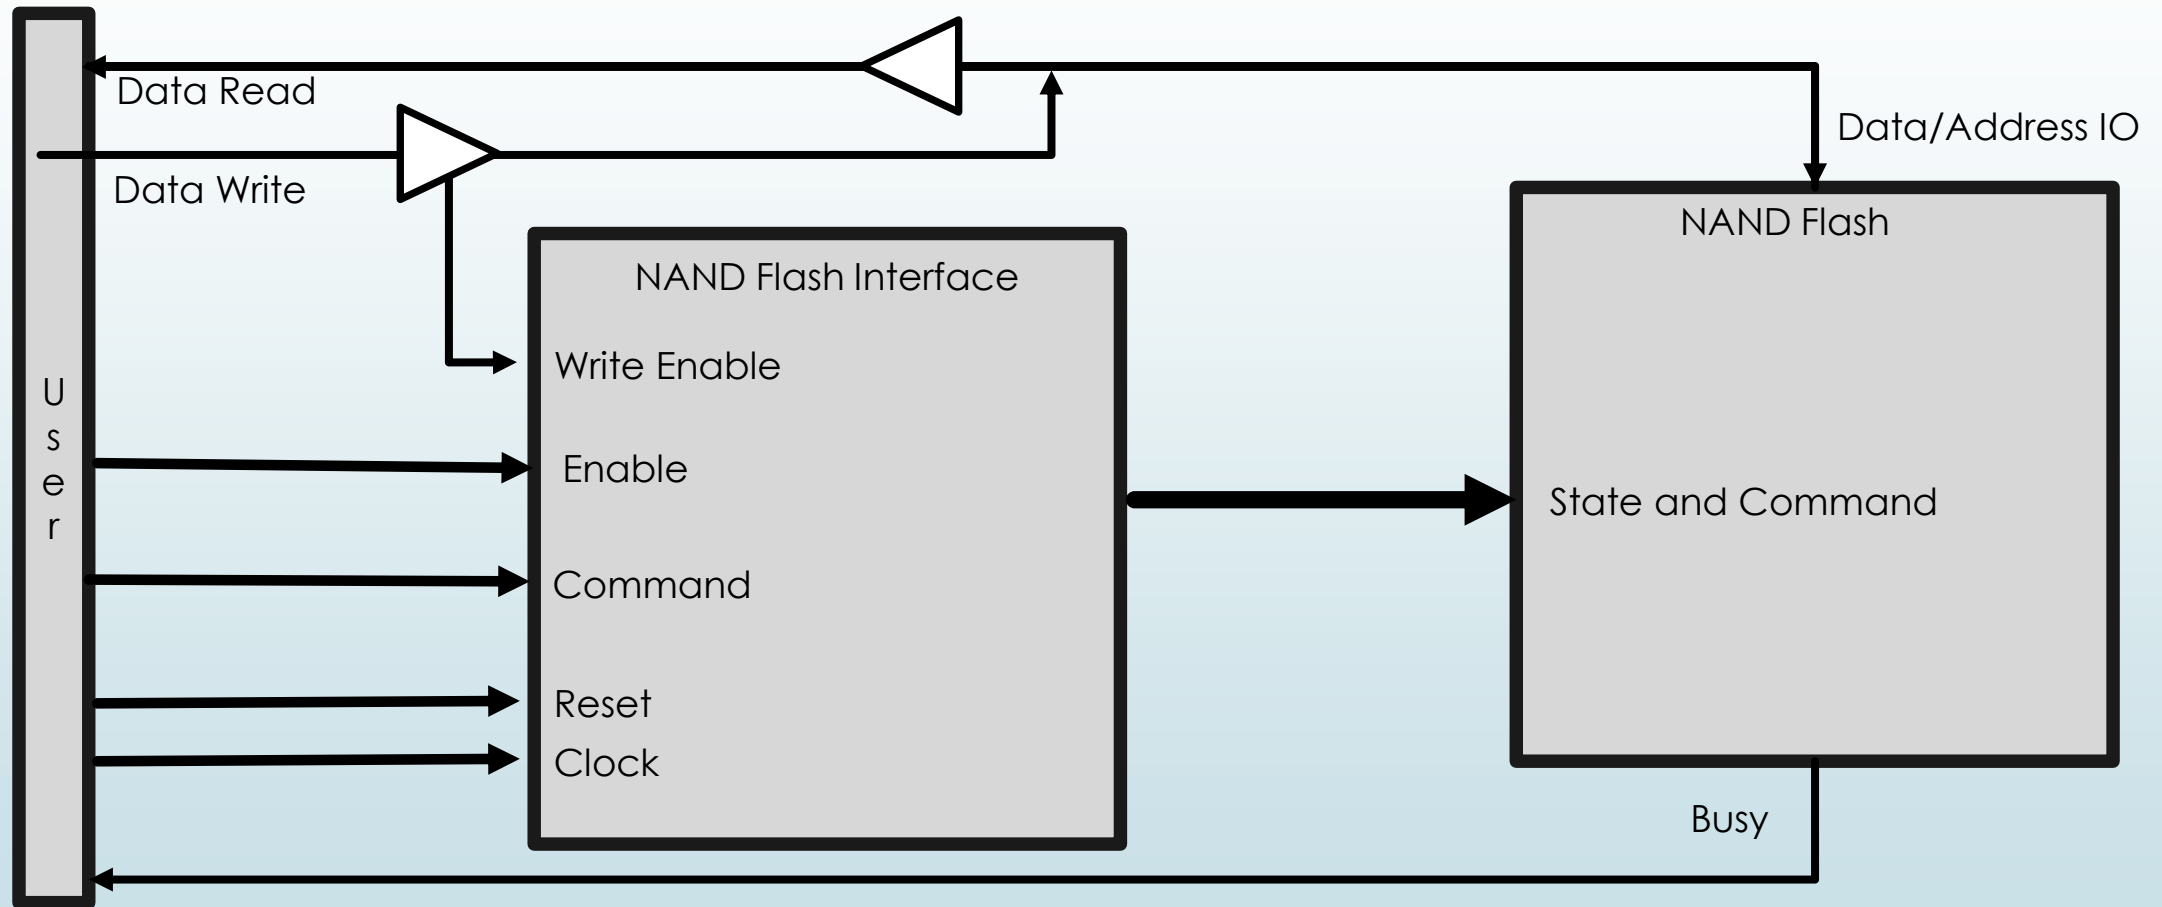 Data Read
Data/Address IO
Data Write
NAND Flash
NAND Flash Interface
Write Enable
User
Enable
State and Command
Command
Reset
Clock
Busy